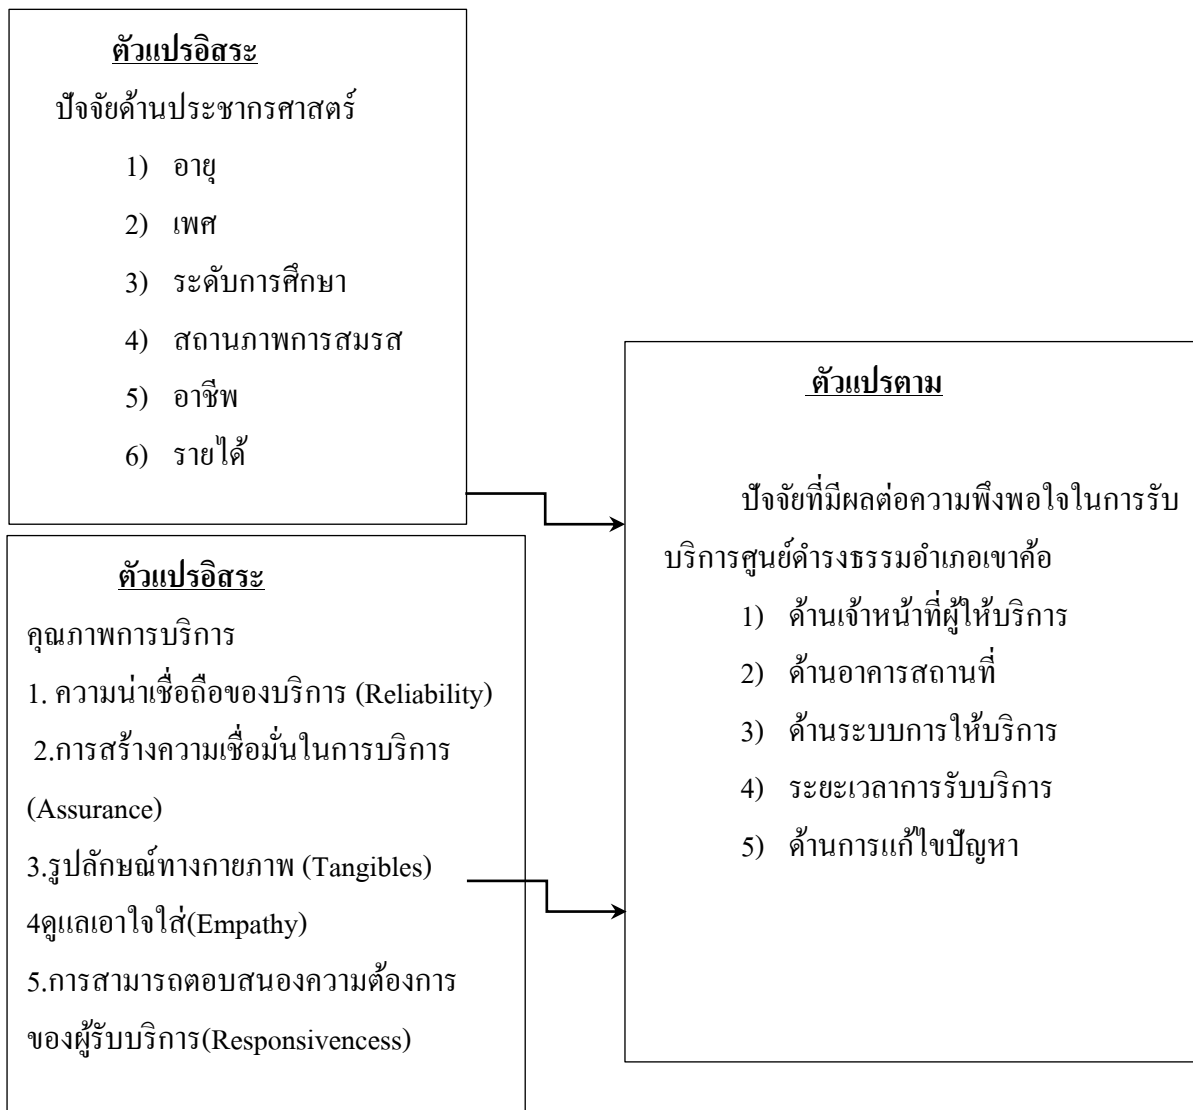 ตัวแปรอิสระ
ปัจจัยด้านประชากรศาสตร์
1) อายุ
2) เพศ
3) ระดับการศึกษา
4) สถานภาพการสมรส
5) อาชีพ
6) รายได้
ตัวแปรอิสระ
คุณภาพการบริการ
1. ความน่าเชื่อถือของบริการ (Reliability)
2.การสร้างความเชื่อมั่นในการบริการ
(Assurance)
3.รูปลักษณ์ทางกายภาพ (Tangibles)
4ดูแลเอาใจใส่(Empathy)
5.การสามารถตอบสนองความต้องการ
ของผู้รับบริการ(Responsivencess)
ตัวแปรตาม
ปัจจัยที่มีผลต่อความพึงพอใจในการรับ
บริการศูนย์ดำรงธรรมอำเภอเขาค้อ
1) ด้านเจ้าหน้าที่ผู้ให้บริการ
2) ด้านอาคารสถานที่
3) ด้านระบบการให้บริการ
4) ระยะเวลาการรับบริการ
5) ด้านการแก้ไขปัญหา